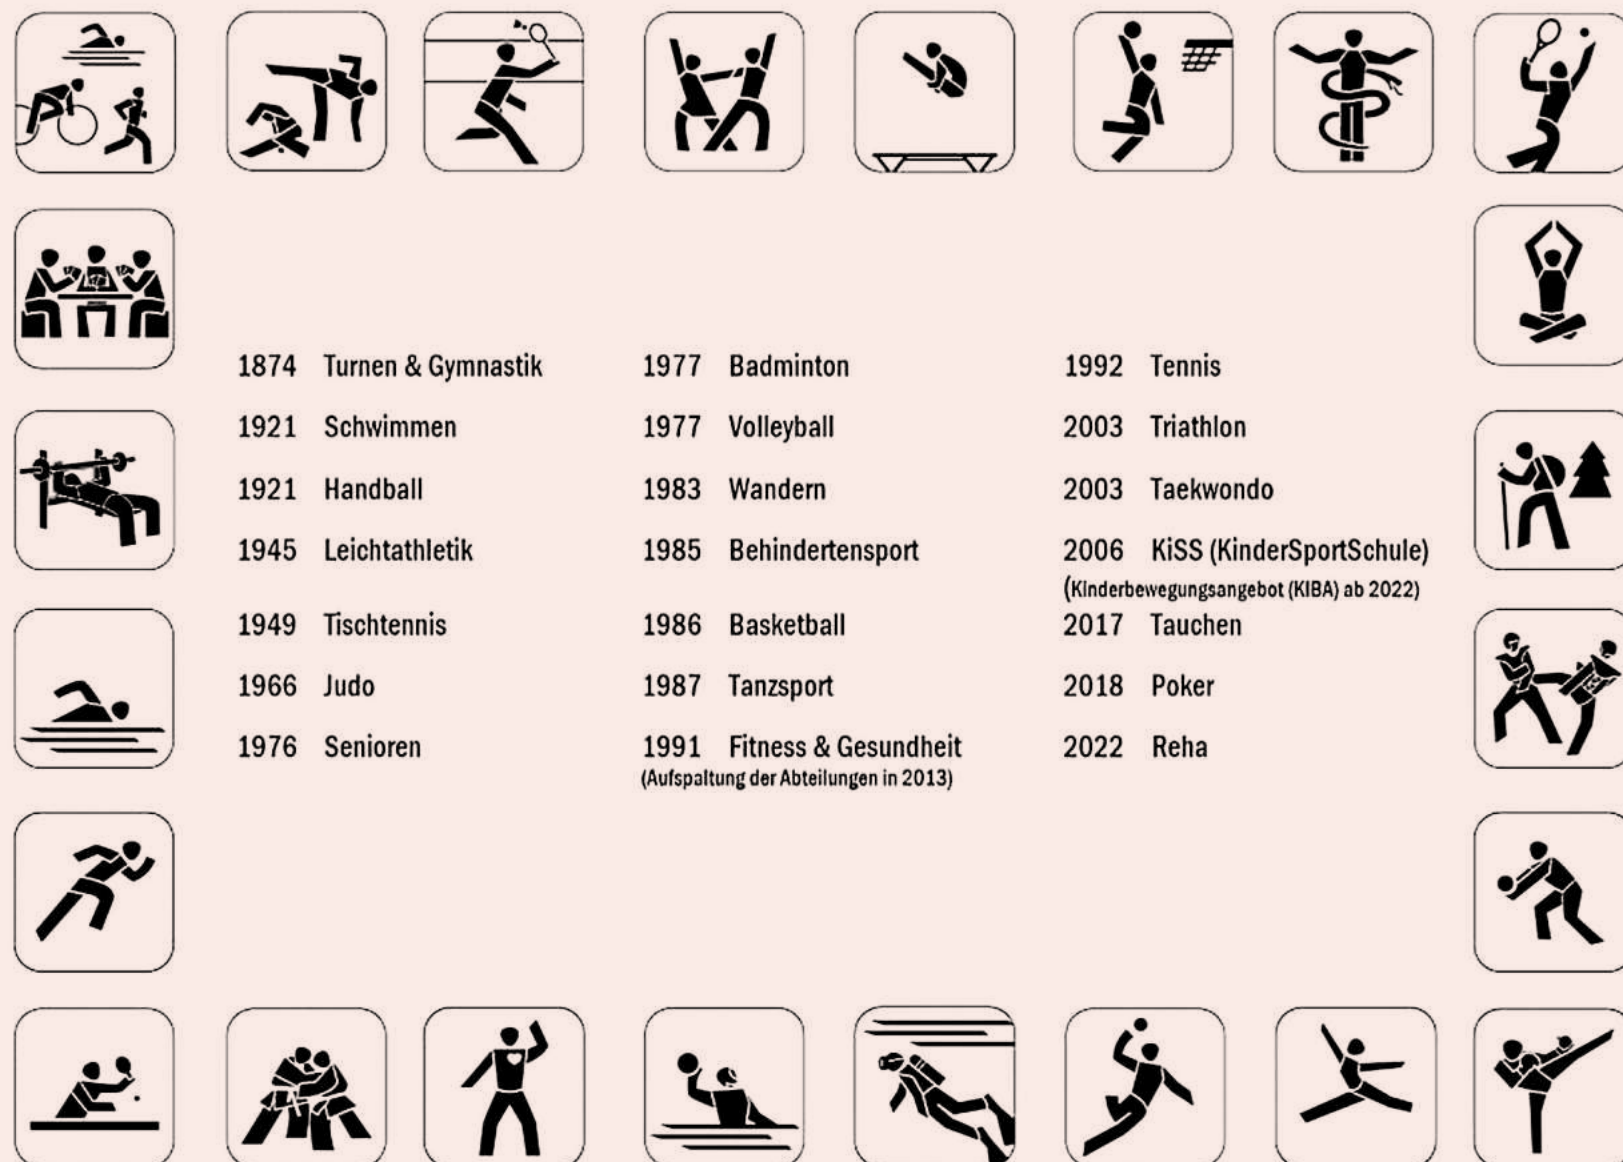 1874 Turnen & Gymnastik
1921 Schwimmen
1921 Handball
1945 Leichtathletik
1949 Tischtennis
1966 Judo
1976 Senioren
1977 Badminton
1977 Volleyball
1983 Wandern
1985 Behindertensport
1986 Basketball
1987 Tanzsport
1991 Fitness & Gesundheit
(Aufspaltung der Abteilungen in 2013)
1992 Tennis
2003 Triathlon
2003 Taekwondo
2006 KiSS (KinderSportSchule)
(Kinderbewegungsangebot (KIBA) ab 2022)
2017 Tauchen
2018 Poker
2022 Reha